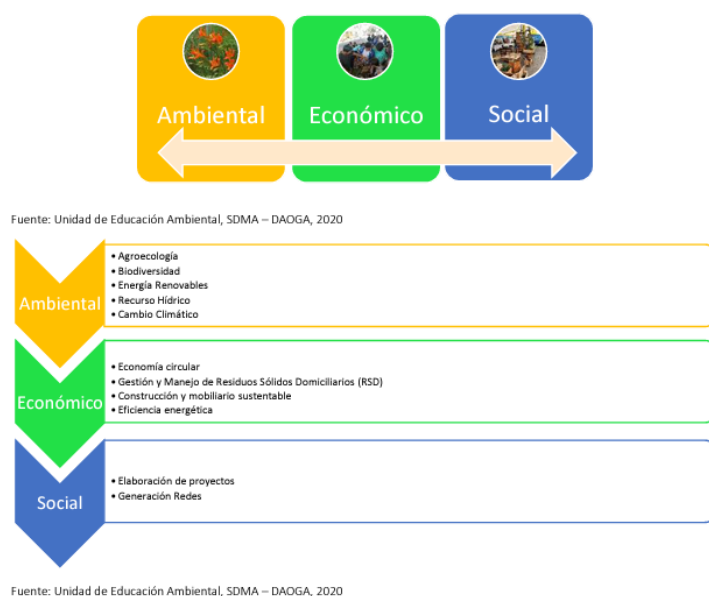 Ambiental
Económico
Social
Fuente: Unidad de Educación Ambiental, SDMA – DAOGA, 2020
Ambiental
• Agroecología
• Biodiversidad
• Energía Renovables
• Recurso Hídrico
• Cambio Climático
Económico
• Economía circular
• Gestión y Manejo de Residuos Sólidos Domiciliarios (RSD)
• Construcción y mobiliario sustentable
• Eficiencia energética
Social
• Elaboración de proyectos
• Generación Redes
Fuente: Unidad de Educación Ambiental, SDMA – DAOGA, 2020